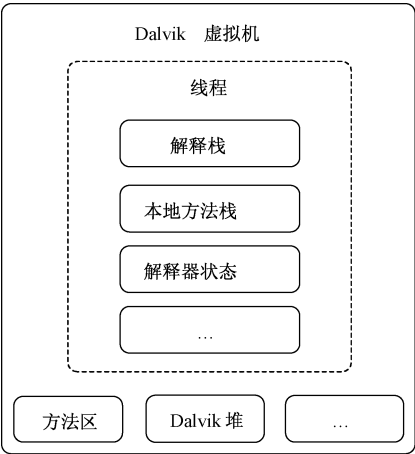 Dalvik 虚拟机
线程
解释栈
本地方法栈
解释器状态
…
方法区 Dalvik 堆 …